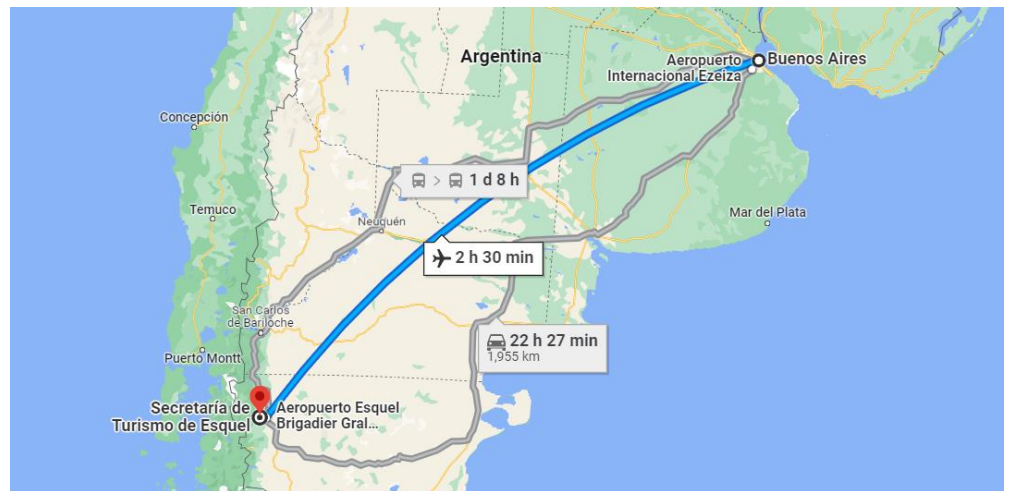 Argentina
Aeropuerto
Internacional Ezeiza
Buenos Aires
Concepción
1 d 8 h
Temuco
Neuquén
Mar del Plata
2 h 30 min
San Carlos
de Bariloche
22 h 27 min
1,955 km
Puerto Montt
Secretaría de
Turismo de Esquel
Aeropuerto Esquel
Brigadier Gral...